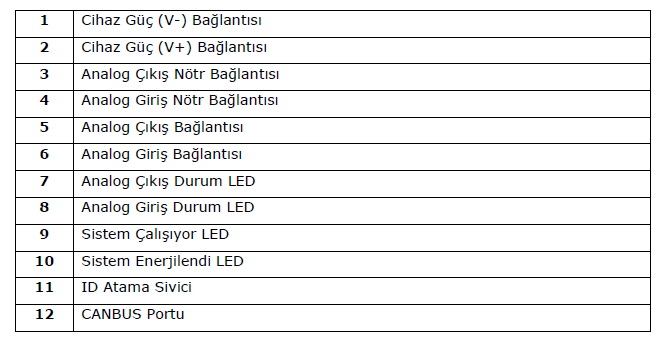 1 Cihaz Güç (V-) Bağlantısı
2 Cihaz Güç (V+) Bağlantısı
3 Analog Çıkış Nötr Bağlantısı
4 Analog Giriş Nötr Bağlantısı
5 Analog Çıkış Bağlantısı
6 Analog Giriş Bağlantısı
7 Analog Çıkış Durum LED
8 Analog Giriş Durum LED
9 Sistem Çalışıyor LED
10 Sistem Enerjilendi LED
11 ID Atama Sivici
12 CANBUS Portu